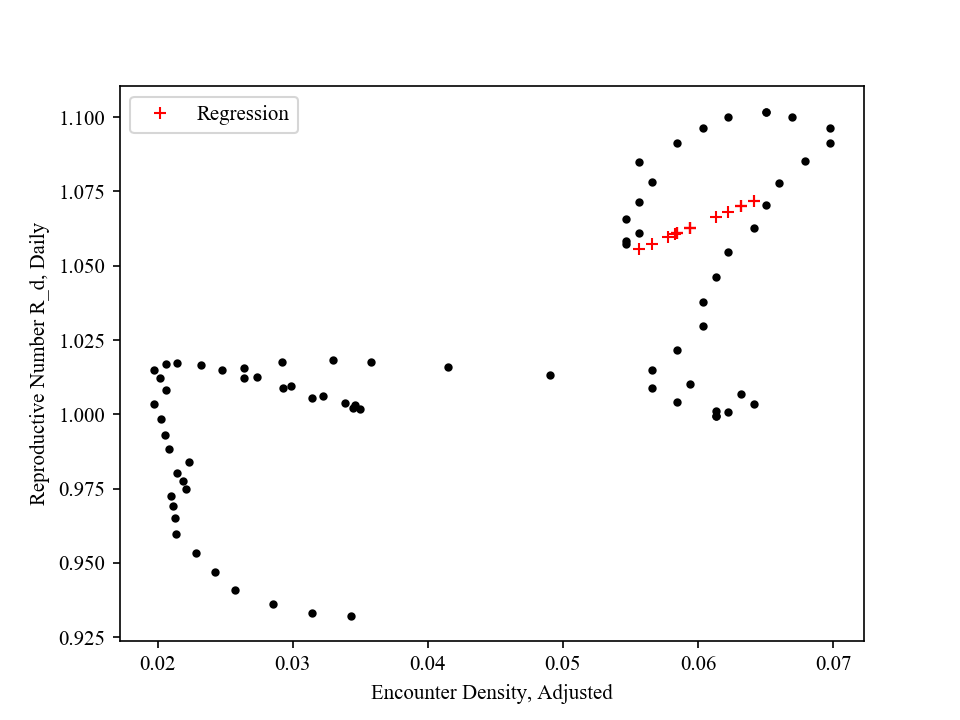 Regression
1.100
1.075
1.050
1.025
1.000
0.975
0.950
0.925
Reproductive Number R_d, Daily
0.02 0.03 0.04 0.05 0.06 0.07
Encounter Density, Adjusted